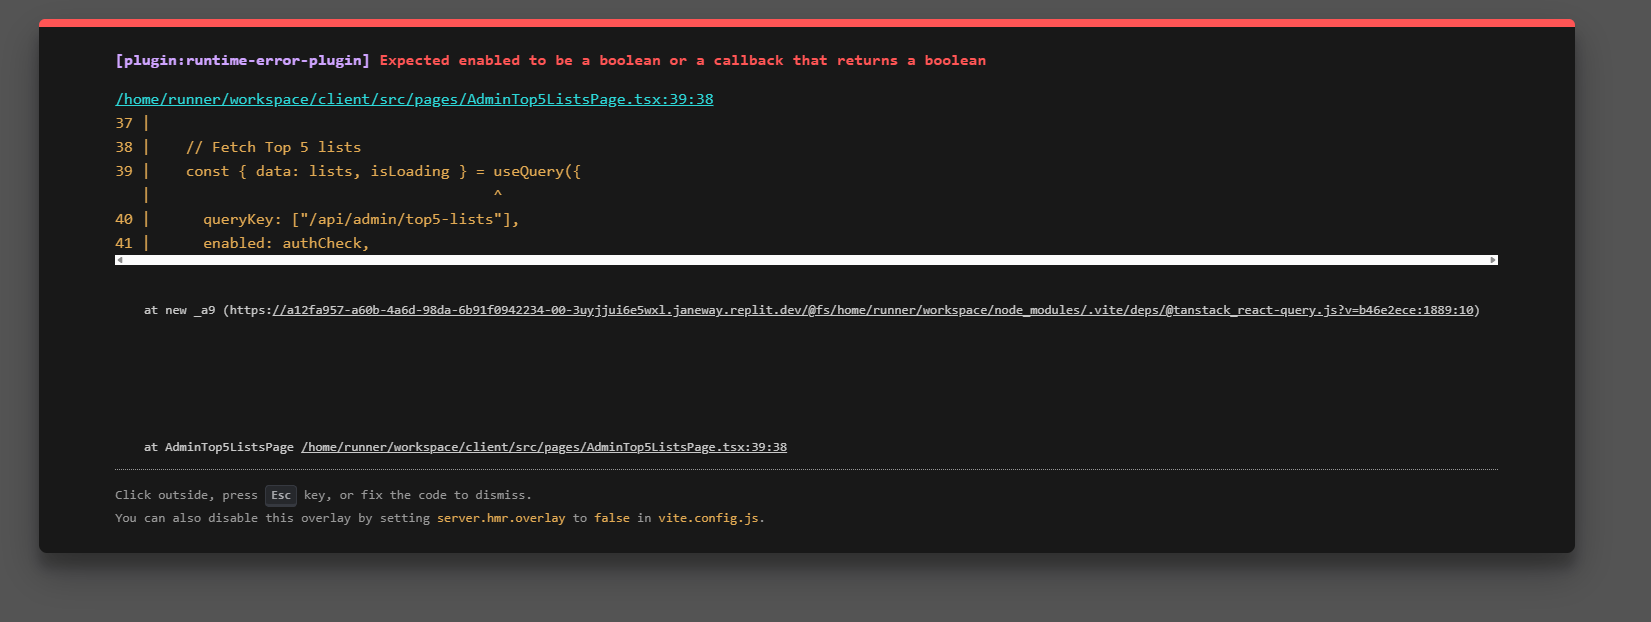 [plugin:runtime-error-plugin] Expected enabled to be a boolean or a callback that returns a boolean
/home/runner/workspace/client/src/pages/AdminTop5ListsPage.tsx:39:38
37 |
38 |    // Fetch Top 5 lists
39 |    const { data: lists, isLoading } = useQuery({
   |                                       ^
40 |      queryKey: ["/api/admin/top5-lists"],
41 |      enabled: authCheck,
at new _a9 (https://a12fa957-a60b-4a6d-98da-6b91f0942234-00-3uyjjui6e5wxl.janeway.replit.dev/@fs/home/runner/workspace/node_modules/.vite/deps/@tanstack_react-query.js?v=b46e2ece:1889:10)
at AdminTop5ListsPage /home/runner/workspace/client/src/pages/AdminTop5ListsPage.tsx:39:38
Click outside, press Esc key, or fix the code to dismiss.
You can also disable this overlay by setting server.hmr.overlay to false in vite.config.js.